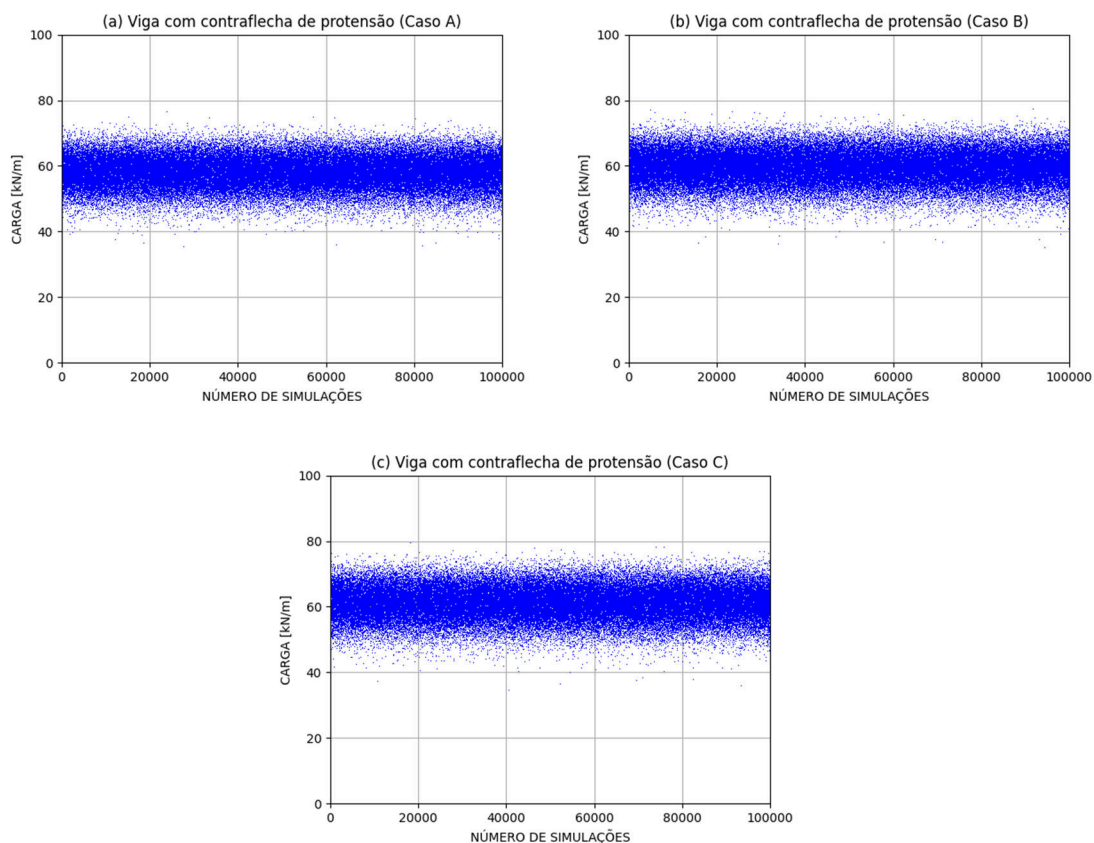 (a) Viga com contraflecha de protensão (Caso A)
100
80
60
40
20
0
CARGA [kN/m]
0 20000 40000 60000 80000 100000
NÚMERO DE SIMULAÇÕES
(b) Viga com contraflecha de protensão (Caso B)
100
80
60
40
20
0
CARGA [kN/m]
0 20000 40000 60000 80000 100000
NÚMERO DE SIMULAÇÕES
(c) Viga com contraflecha de protensão (Caso C)
100
80
60
40
20
0
CARGA [kN/m]
0 20000 40000 60000 80000 100000
NÚMERO DE SIMULAÇÕES